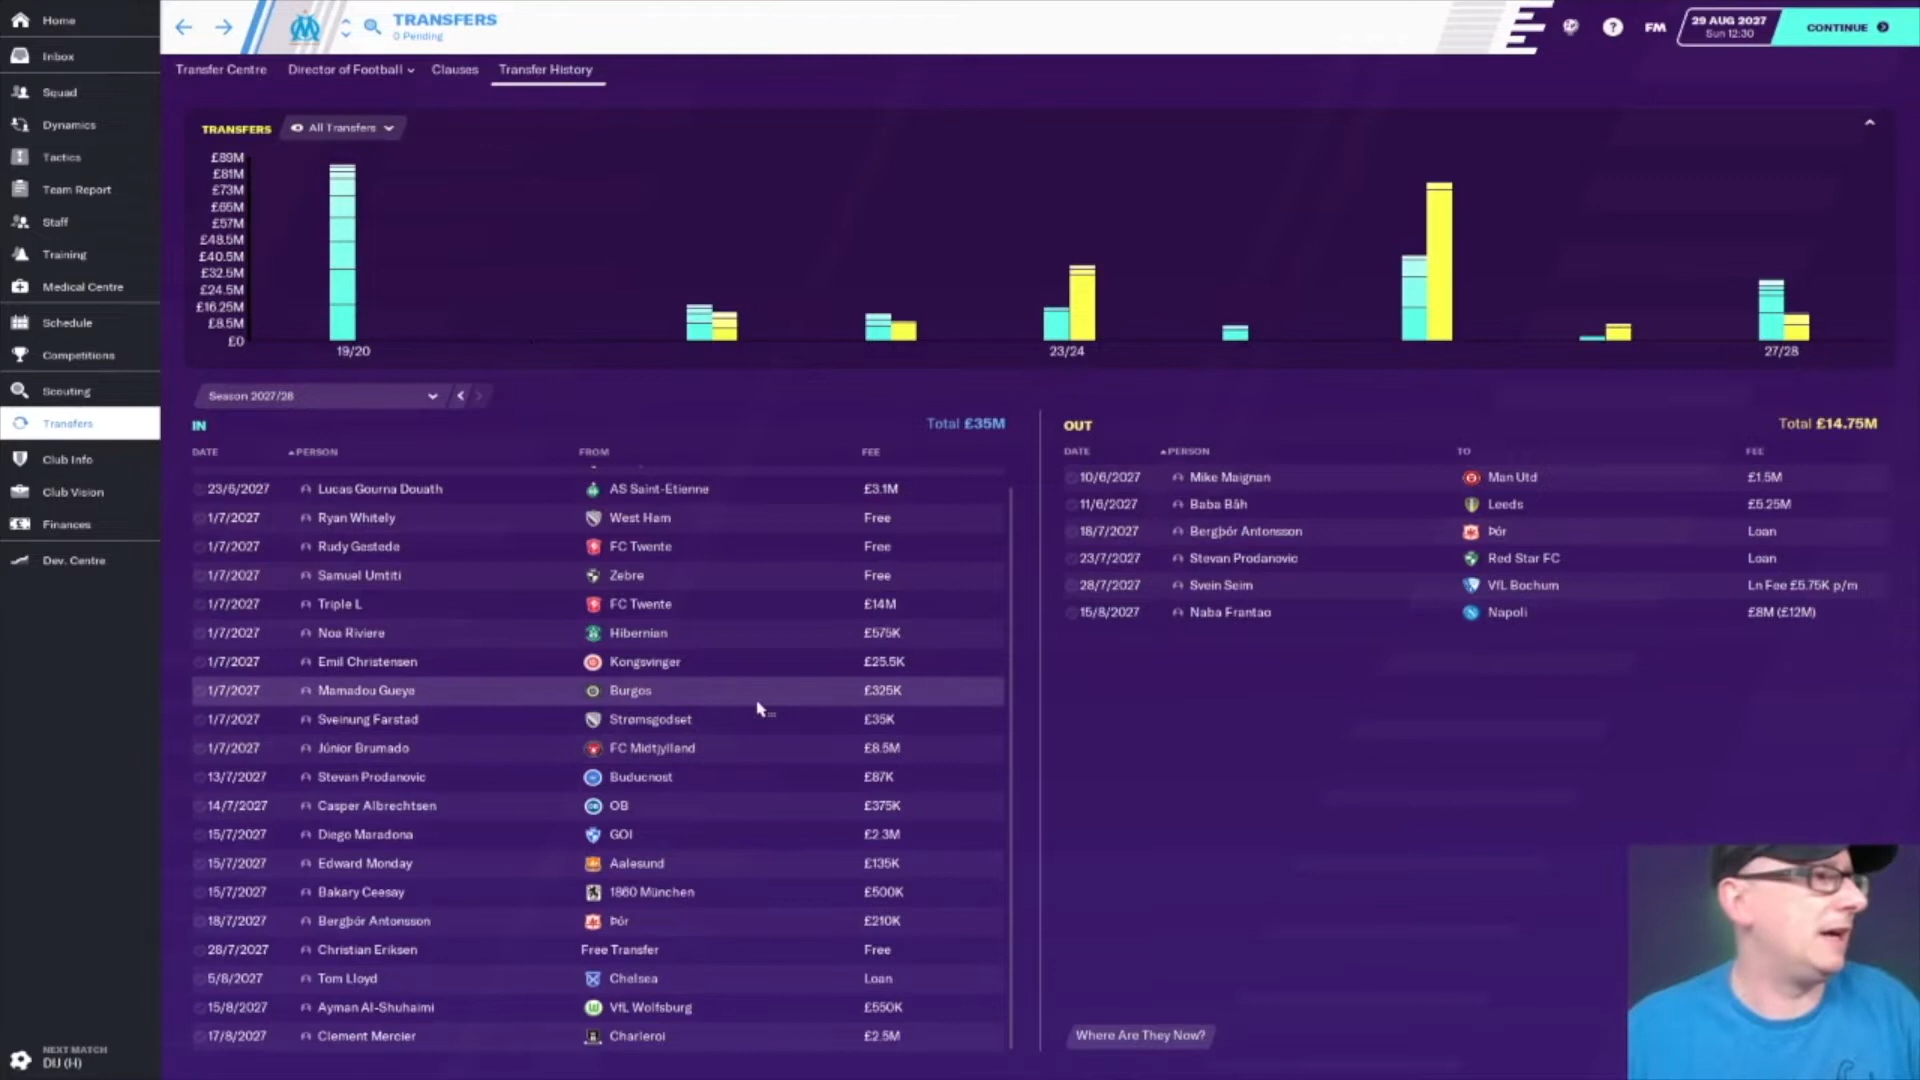 Home
TRANSFERS
0 Pending
FM
29 AUG 2027
Sun 12:30
CONTINUE
Inbox
Transfer Centre
Director of Football
Clauses
Transfer History
Squad
Dynamics
Tactics
Team Report
Staff
Training
Medical Centre
Schedule
Competitions
Scouting
Transfers
Club Info
Club Vision
Finances
Dev. Centre
NEXT MATCH
DIJ (H)
TRANSFERS
All Transfers
£89M
£81M
£73M
£65M
£57M
£48.5M
£40.5M
£32.5M
£24.5M
£16.25M
£8.5M
£0
19/20
23/24
27/28
Season 2027/28
IN
Total £35M
DATE PERSON FROM FEE
23/6/2027 Lucas Gourna Douath AS Saint-Etienne £3.1M
1/7/2027 Ryan Whitely West Ham Free
1/7/2027 Rudy Gestede FC Twente Free
1/7/2027 Samuel Umtiti Zebre Free
1/7/2027 Triple L FC Twente £14M
1/7/2027 Noa Riviere Hibernian £575K
1/7/2027 Emil Christensen Kongsvinger £25.5K
1/7/2027 Mamadou Gueye Burgos £325K
1/7/2027 Sveinung Farstad Strømsgodset £35K
1/7/2027 Júnior Brumado FC Midtjylland £8.5M
13/7/2027 Stevan Prodanovic Buducnost £87K
14/7/2027 Casper Albrechtsen OB £375K
15/7/2027 Diego Maradona GOI £2.3M
15/7/2027 Edward Monday Aalesund £135K
15/7/2027 Bakary Ceesay 1860 München £500K
18/7/2027 Bergþór Antonsson Þór £210K
28/7/2027 Christian Eriksen Free Transfer Free
5/8/2027 Tom Lloyd Chelsea Loan
15/8/2027 Ayman Al-Shuhaimi VfL Wolfsburg £550K
17/8/2027 Clement Mercier Charleroi £2.5M
OUT
Total £14.75M
DATE PERSON TO FEE
10/6/2027 Mike Maignan Man Utd £1.5M
11/6/2027 Baba Bâh Leeds £5.25M
18/7/2027 Bergþór Antonsson Þór Loan
23/7/2027 Stevan Prodanovic Red Star FC Loan
28/7/2027 Svein Seim VfL Bochum Ln Fee £5.75K p/m
15/8/2027 Naba Frantao Napoli £8M (£12M)
Where Are They Now?